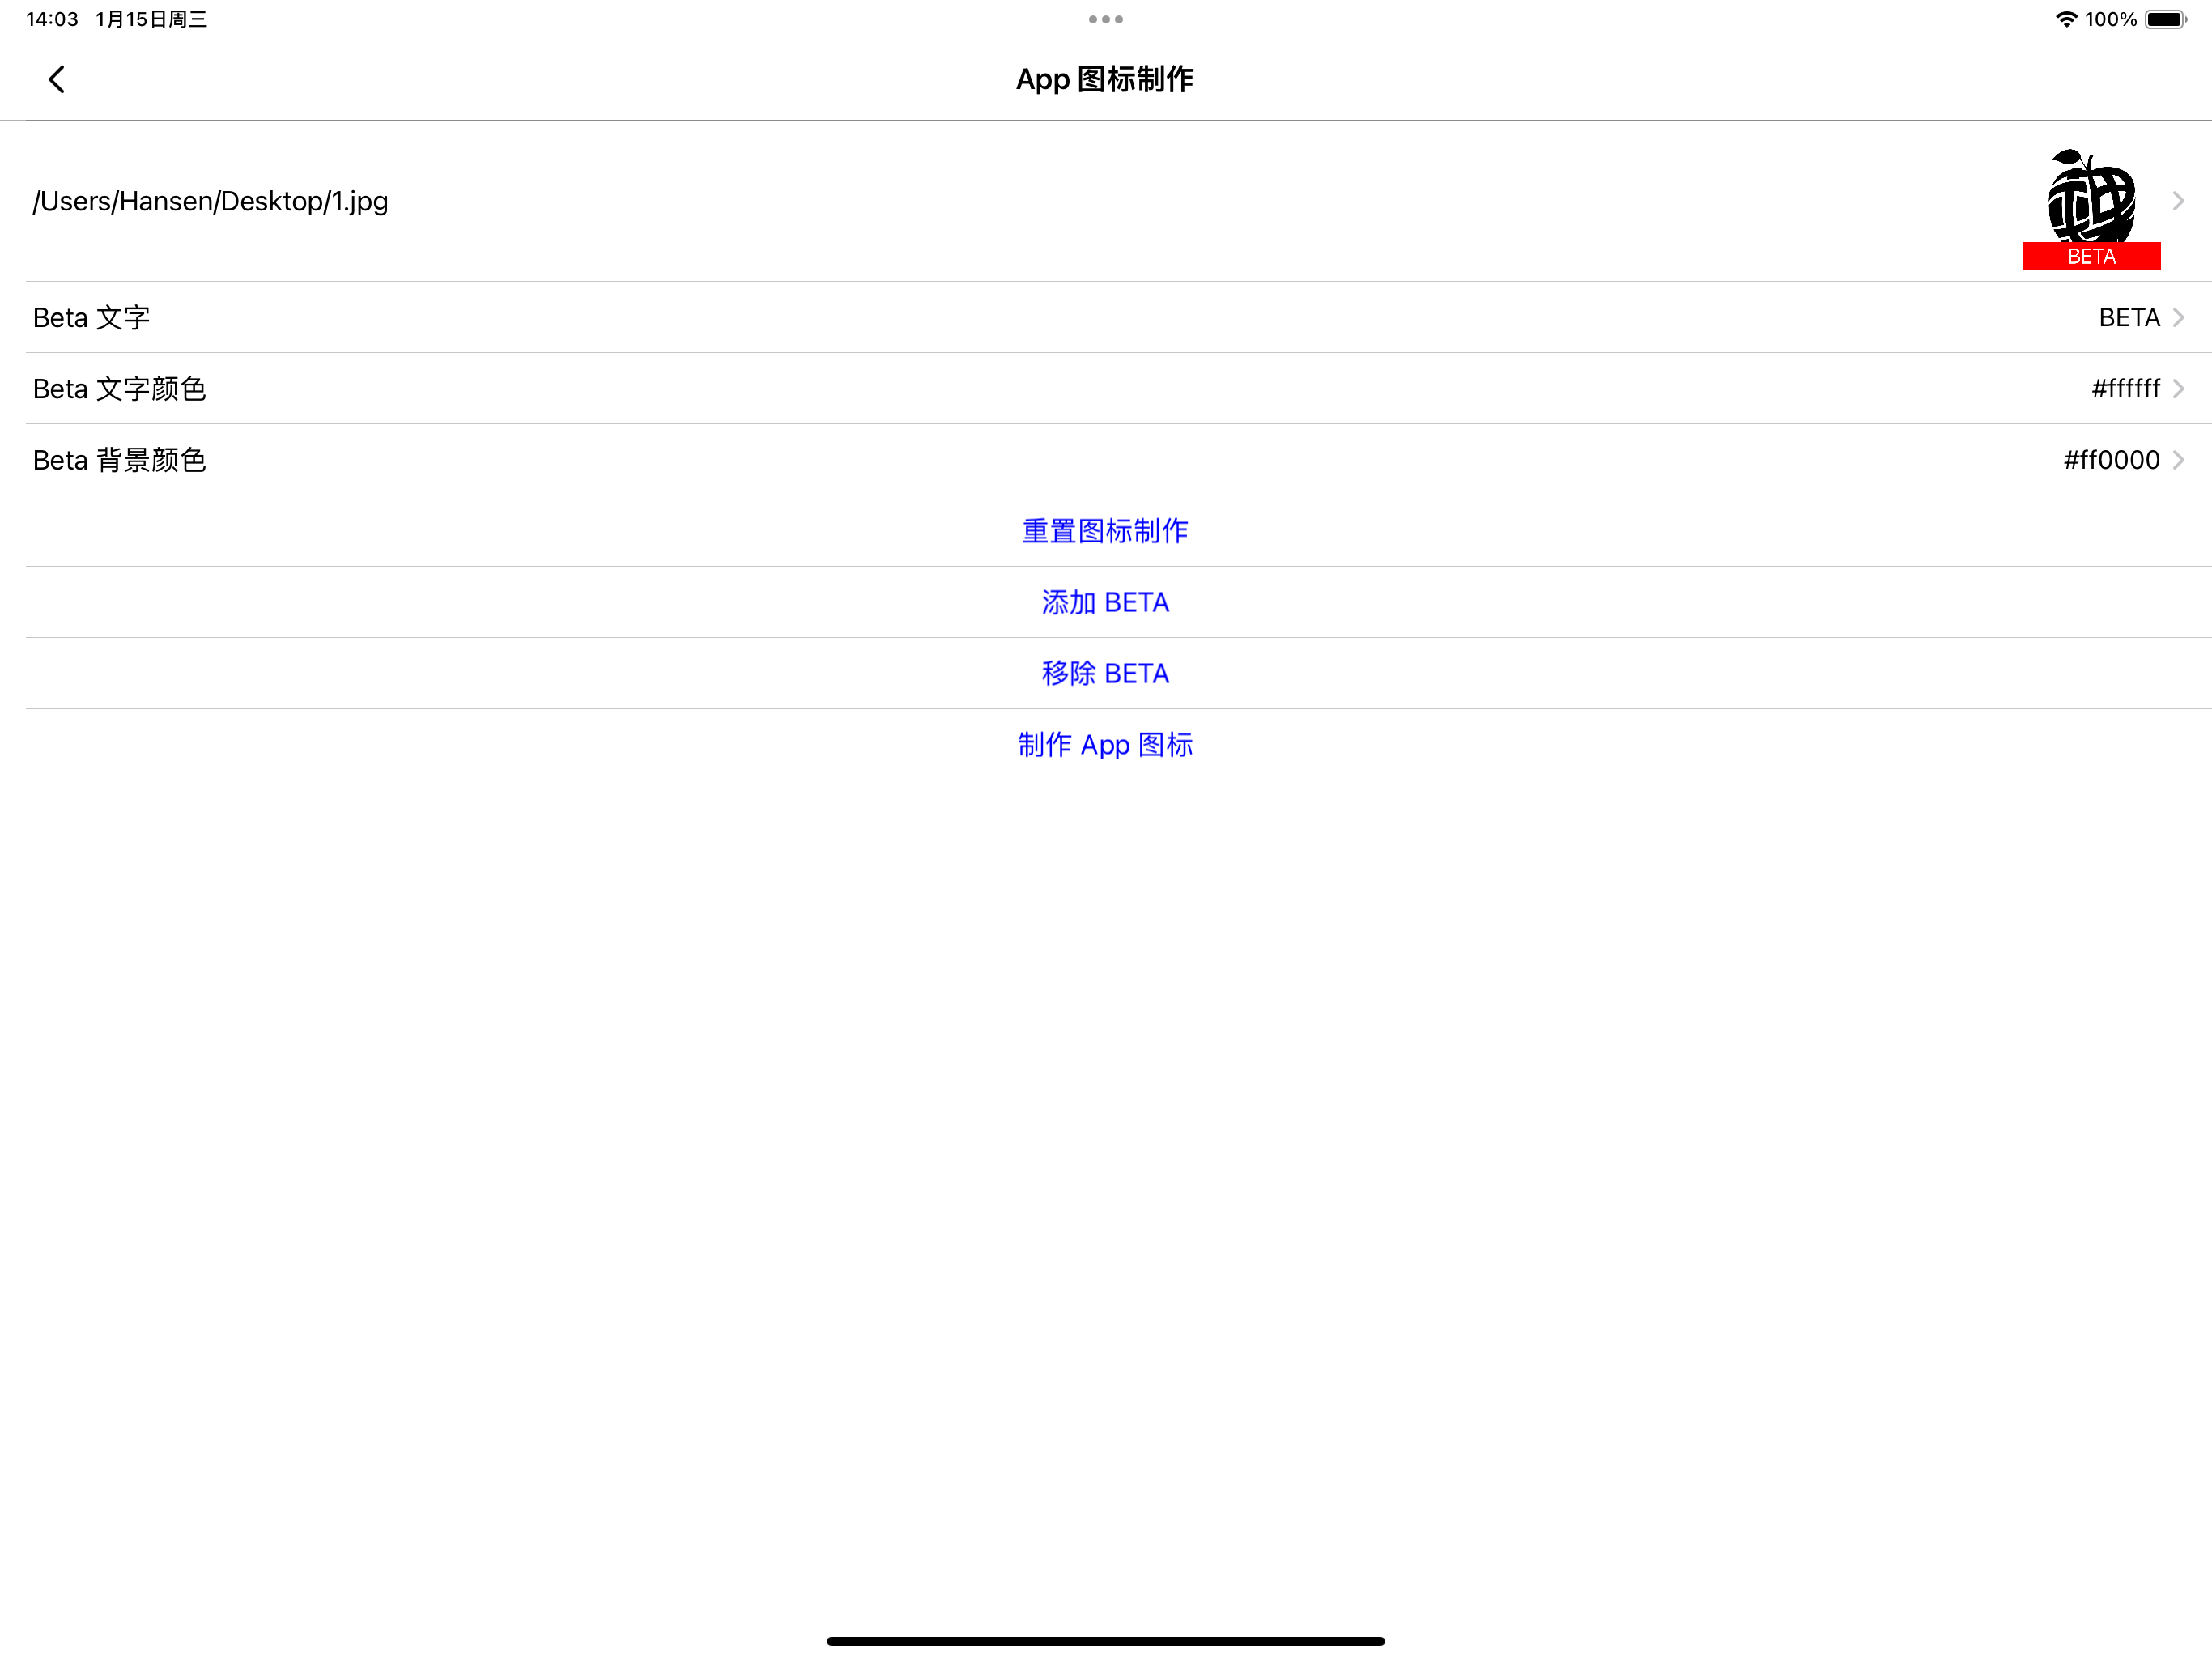 14:03 1月15日周三
100%
App 图标制作
/Users/Hansen/Desktop/1.jpg
BETA
Beta 文字 BETA
Beta 文字颜色 #ffffff
Beta 背景颜色 #ff0000
重置图标制作
添加 BETA
移除 BETA
制作 App 图标